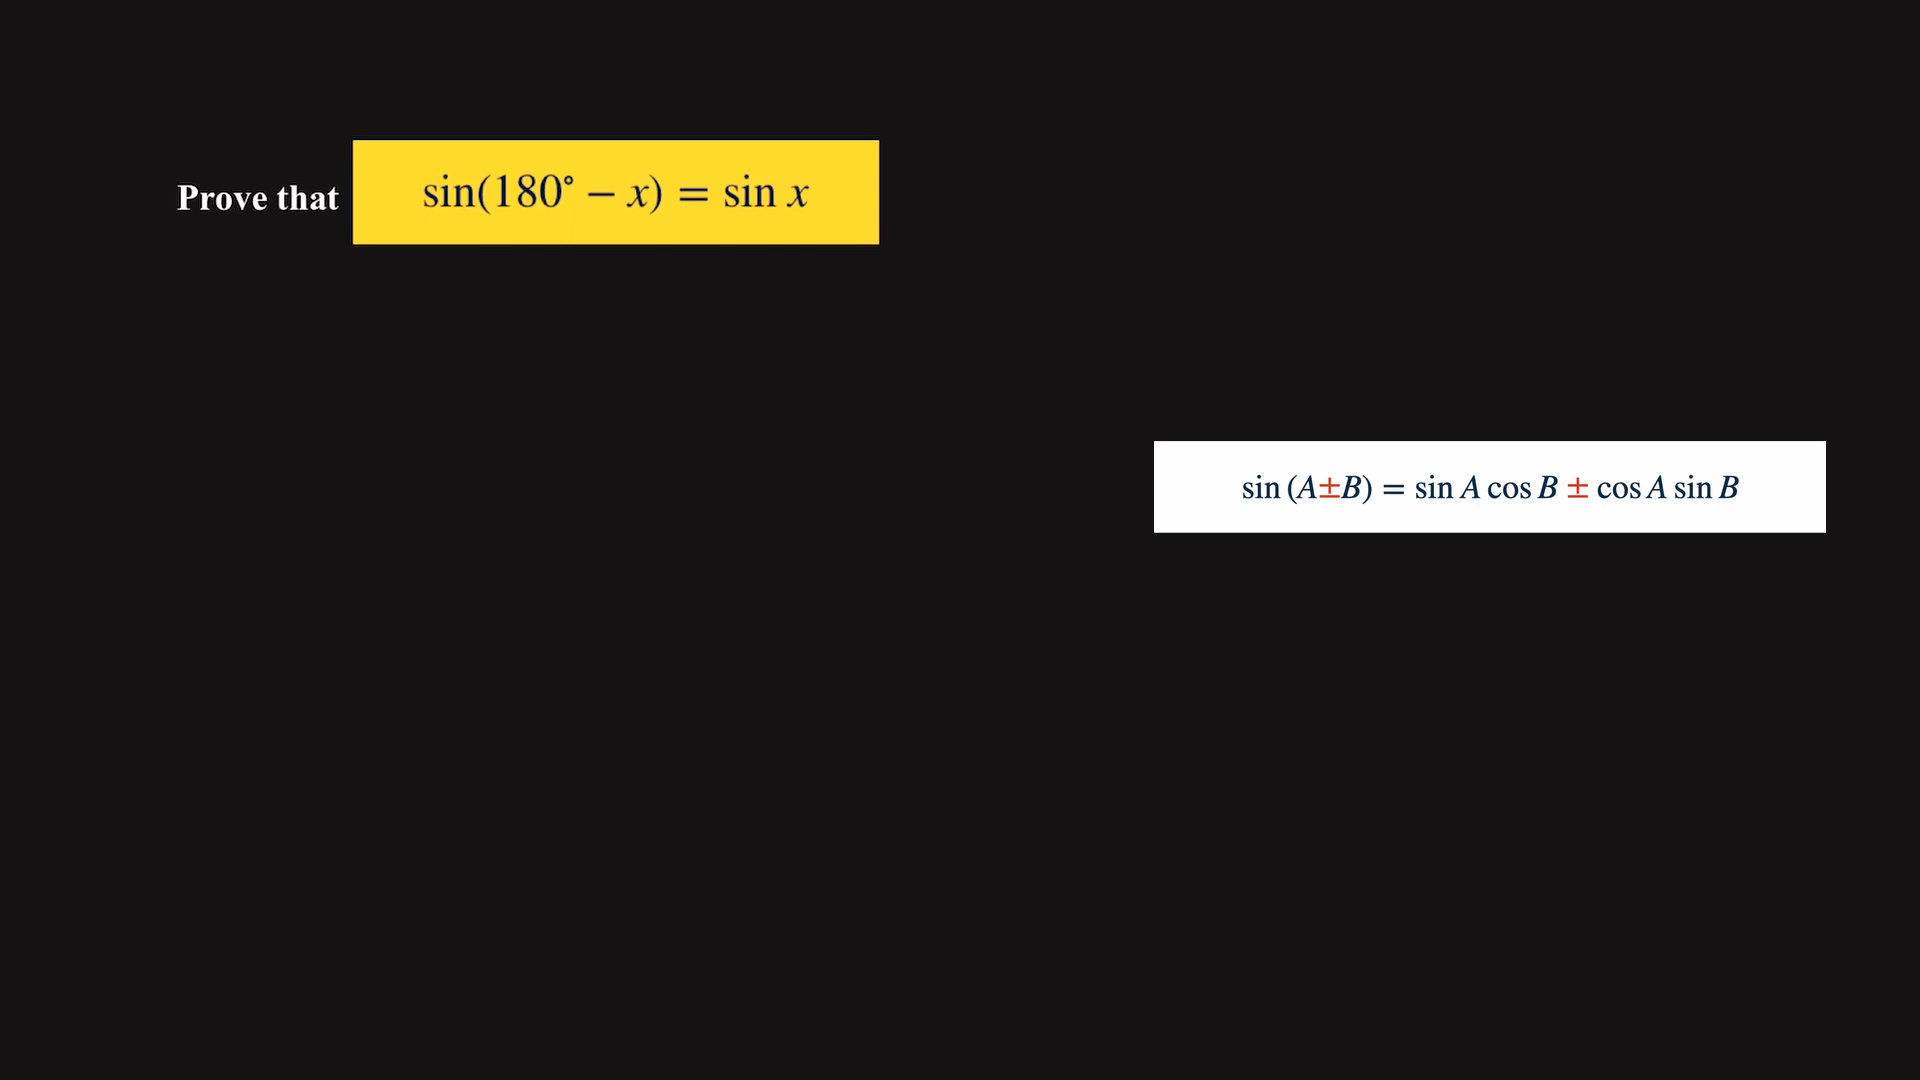 Prove that sin(180° − x) = sin x
sin (A±B) = sin A cos B ± cos A sin B